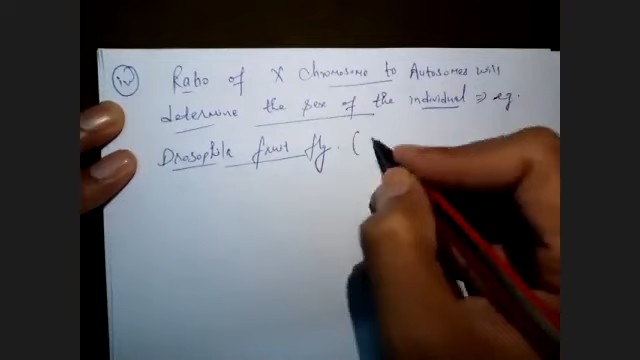 iv) Ratio of X Chromosome to Autosomes will
determine the sex of the individual ⇒ eg.
Drosophila fruit fly. (